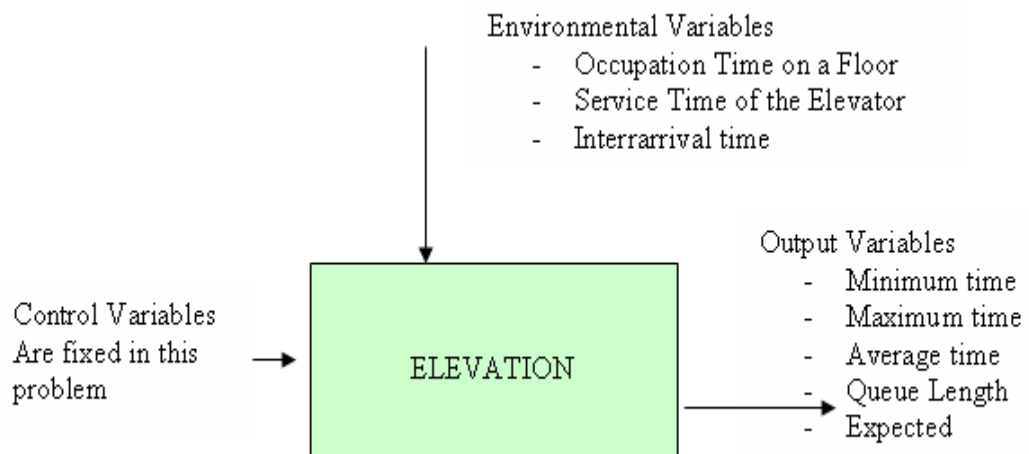 Environmental Variables
- Occupation Time on a Floor
- Service Time of the Elevator
- Interrarrival time
Output Variables
- Minimum time
- Maximum time
- Average time
- Queue Length
- Expected
Control Variables
Are fixed in this
problem
ELEVATION